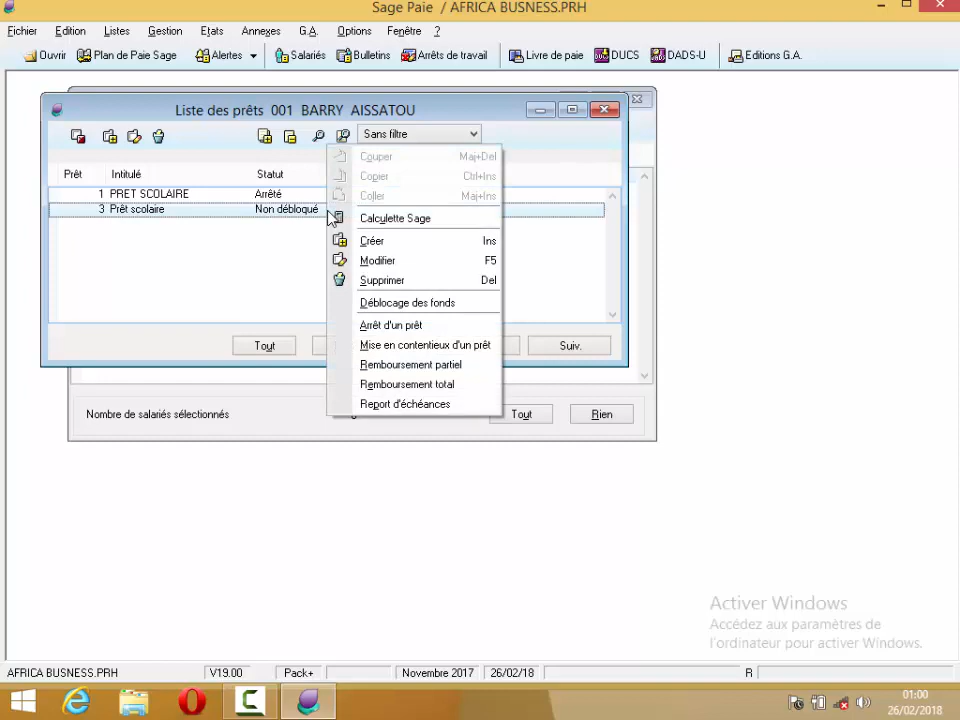 Sage Paie / AFRICA BUSNESS.PRH
Fichier Edition Listes Gestion Etats Annexes G.A. Options Fenêtre ?
Ouvrir Plan de Paie Sage Alertes Salariés Bulletins Arrêts de travail Livre de paie DUCS DADS-U Editions G.A.
Liste des prêts 001 BARRY AISSATOU
Sans filtre
Prêt Intitulé Statut
1 PRET SCOLAIRE Arrêté
3 Prêt scolaire Non débloqué
Couper Maj+Del
Copier Ctrl+Ins
Coller Maj+Ins
Calculette Sage
Créer Ins
Modifier F5
Supprimer Del
Déblocage des fonds
Arrêt d'un prêt
Mise en contentieux d'un prêt
Remboursement partiel
Remboursement total
Report d'échéances
Tout Suiv.
Nombre de salariés sélectionnés Tout Rien
Activer Windows
Accédez aux paramètres de
l'ordinateur pour activer Windows.
AFRICA BUSNESS.PRH V19.00 Pack+ Novembre 2017 26/02/18 R
01:00
26/02/2018